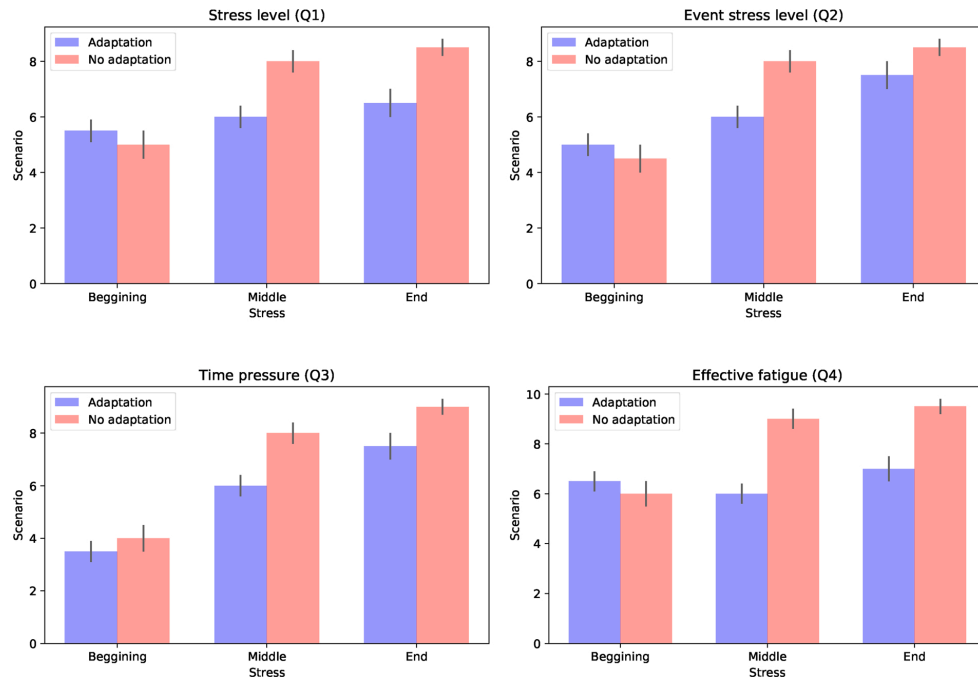 Stress level (Q1)
Adaptation
No adaptation
8
6
4
2
0
Scenario
Beggining
Middle
End
Stress
Event stress level (Q2)
Adaptation
No adaptation
8
6
4
2
0
Scenario
Beggining
Middle
End
Stress
Time pressure (Q3)
Adaptation
No adaptation
8
6
4
2
0
Scenario
Beggining
Middle
End
Stress
Effective fatigue (Q4)
Adaptation
No adaptation
10
8
6
4
2
0
Scenario
Beggining
Middle
End
Stress